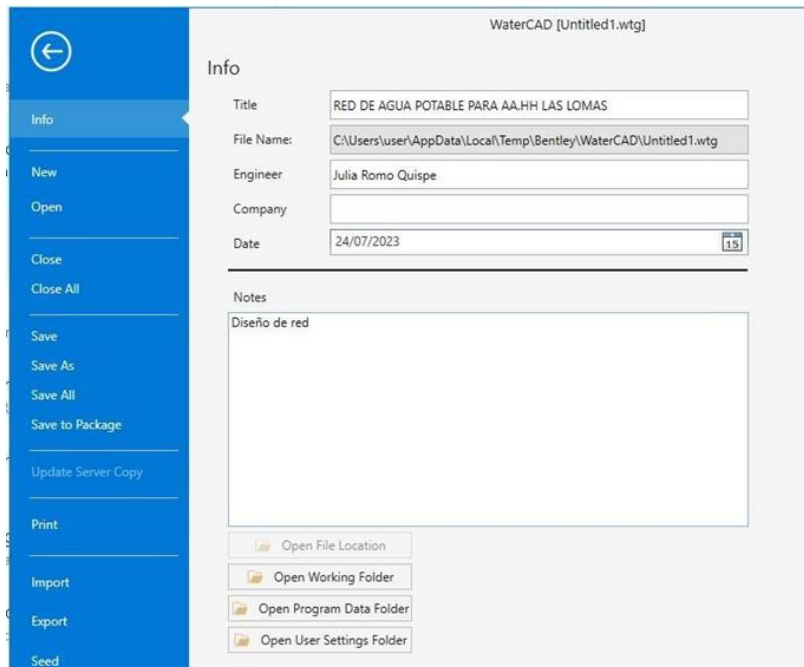 WaterCAD [Untitled1.wtg]
Info
Info
New
Open
Close
Close All
Save
Save As
Save All
Save to Package
Update Server Copy
Print
Import
Export
Seed
Title
RED DE AGUA POTABLE PARA AA.HH LAS LOMAS
File Name:
C:\Users\user\AppData\Local\Temp\Bentley\WaterCAD\Untitled1.wtg
Engineer
Julia Romo Quispe
Company
Date
24/07/2023
15
Notes
Diseño de red
Open File Location
Open Working Folder
Open Program Data Folder
Open User Settings Folder